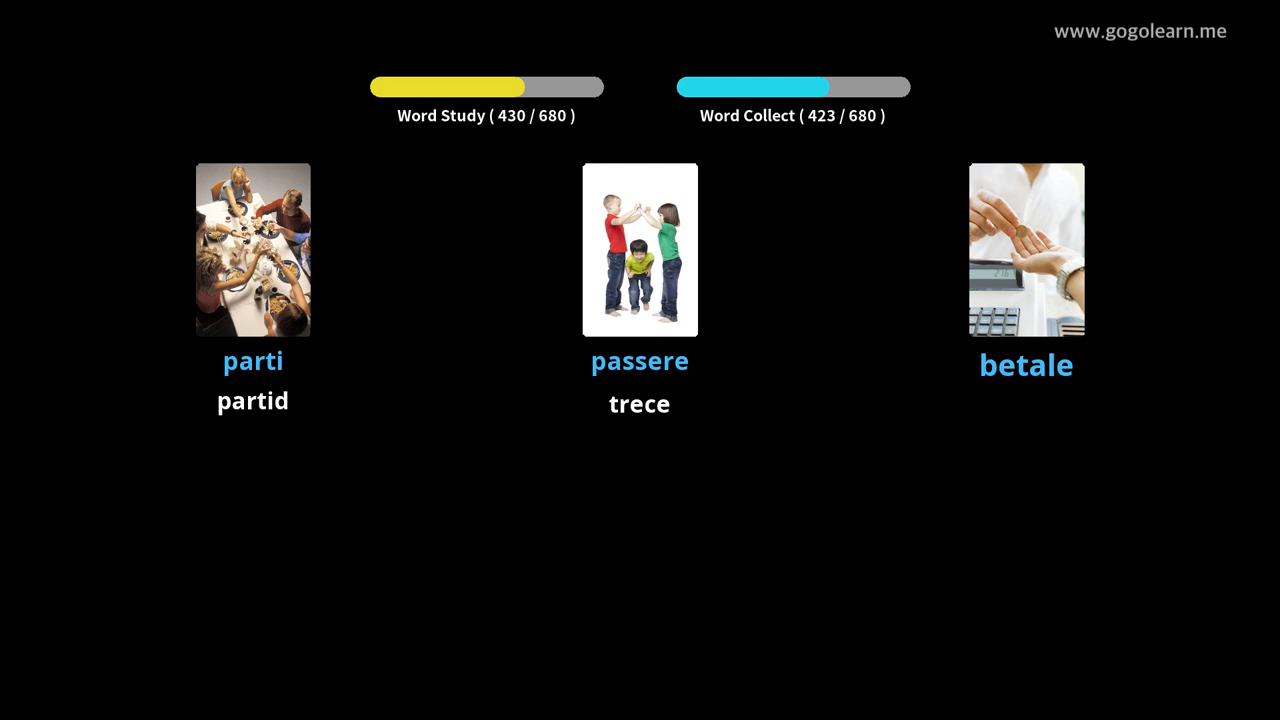 www.gogolearn.me
Word Study ( 430 / 680 )
Word Collect ( 423 / 680 )
parti
partid
passere
trece
betale